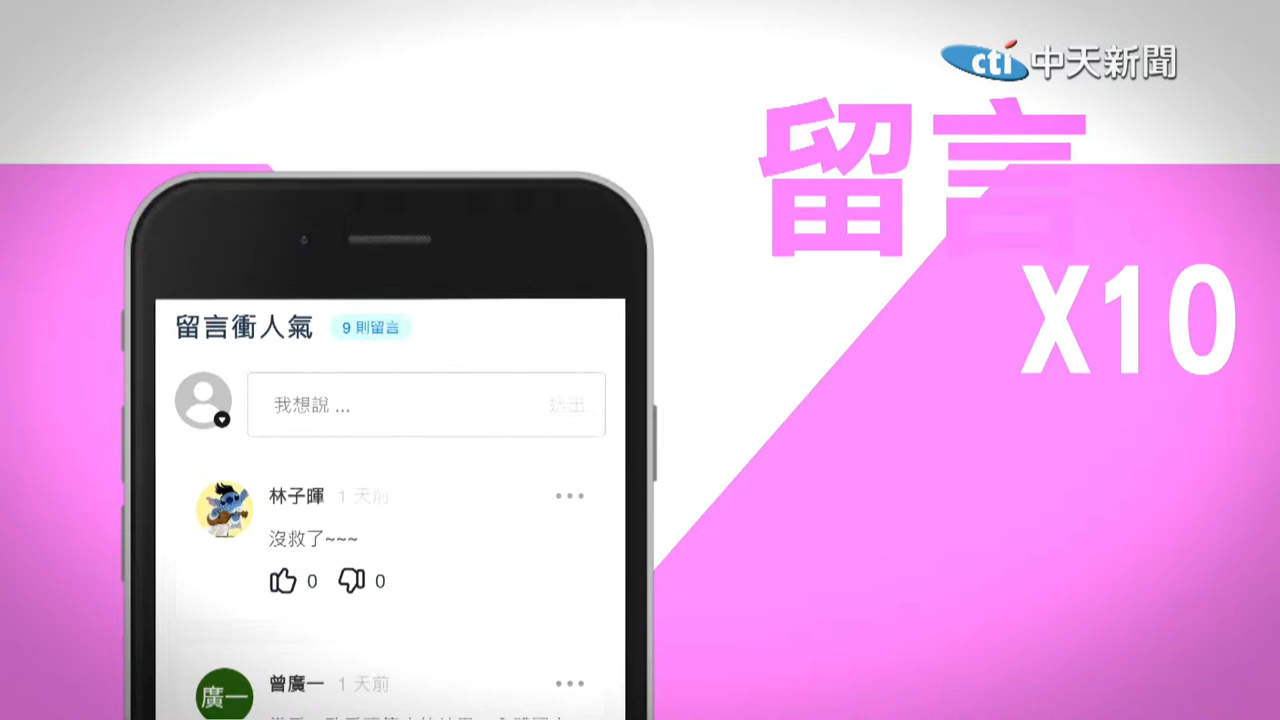 cti 中天新聞
留言
X10
留言衝人氣 9 則留言
我想說 ... 送出
林子暉 1 天前
沒救了~~~
0 0
廣一 曾廣一 1 天前